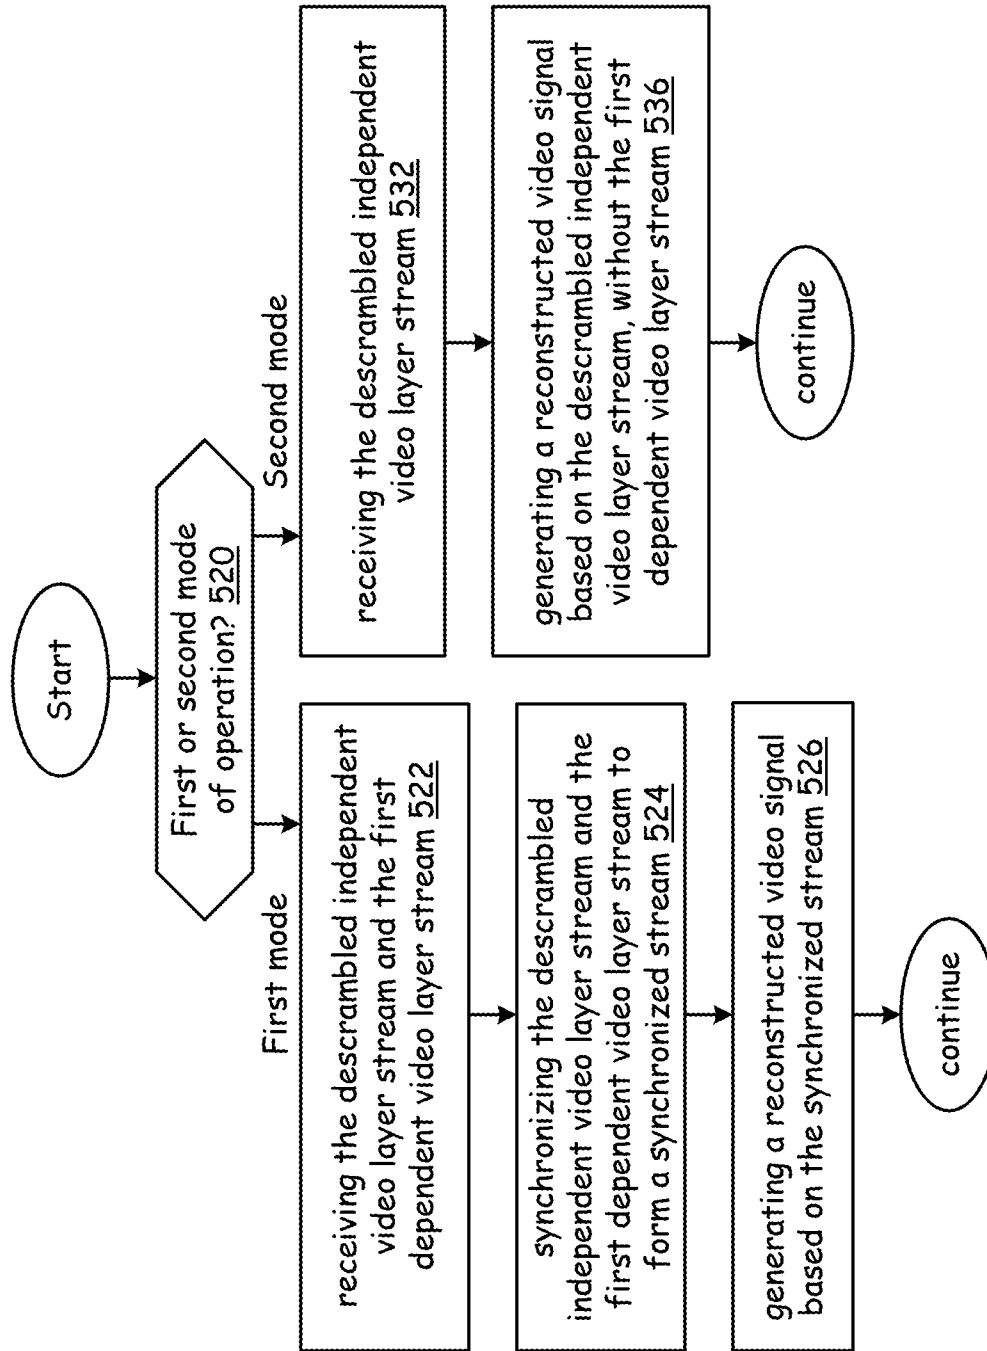 Start
First or second mode
of operation? 520
First mode
receiving the descrambled independent
video layer stream and the first
dependent video layer stream 522
synchronizing the descrambled
independent video layer stream and the
first dependent video layer stream to
form a synchronized stream 524
generating a reconstructed video signal
based on the synchronized stream 526
continue
Second mode
receiving the descrambled independent
video layer stream 532
generating a reconstructed video signal
based on the descrambled independent
video layer stream, without the first
dependent video layer stream 536
continue